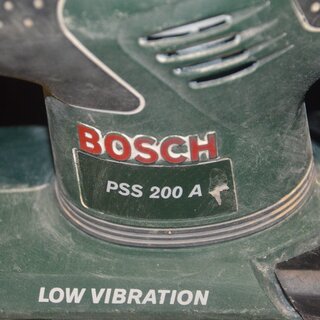 BOSCH
PSS 200 A
LOW VIBRATION